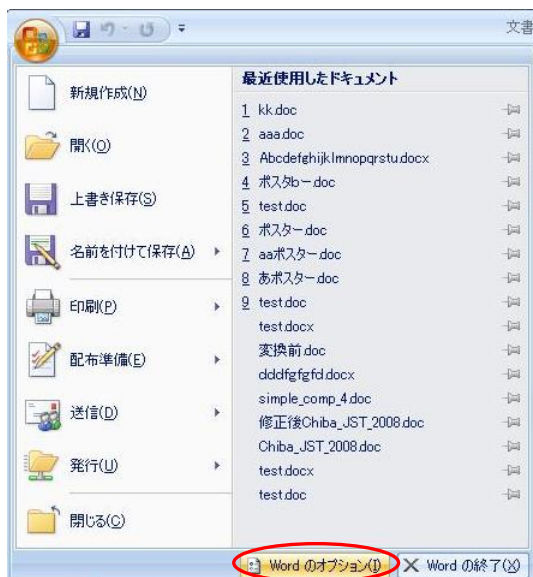 文書
新規作成(N)
開く(O)
上書き保存(S)
名前を付けて保存(A)
印刷(P)
配布準備(E)
送信(D)
発行(U)
閉じる(C)
最近使用したドキュメント
1 kk.doc
2 aaa.doc
3 Abcdefghijklmnopqrstu.docx
4 ポスタbー.doc
5 test.doc
6 ポスター.doc
7 aaポスター.doc
8 あポスター.doc
9 test.doc
test.docx
変換前.doc
dddfgfgfd.docx
simple_comp_4.doc
修正後Chiba_JST_2008.doc
Chiba_JST_2008.doc
test.docx
test.doc
Word のオプション(I)
Word の終了(X)